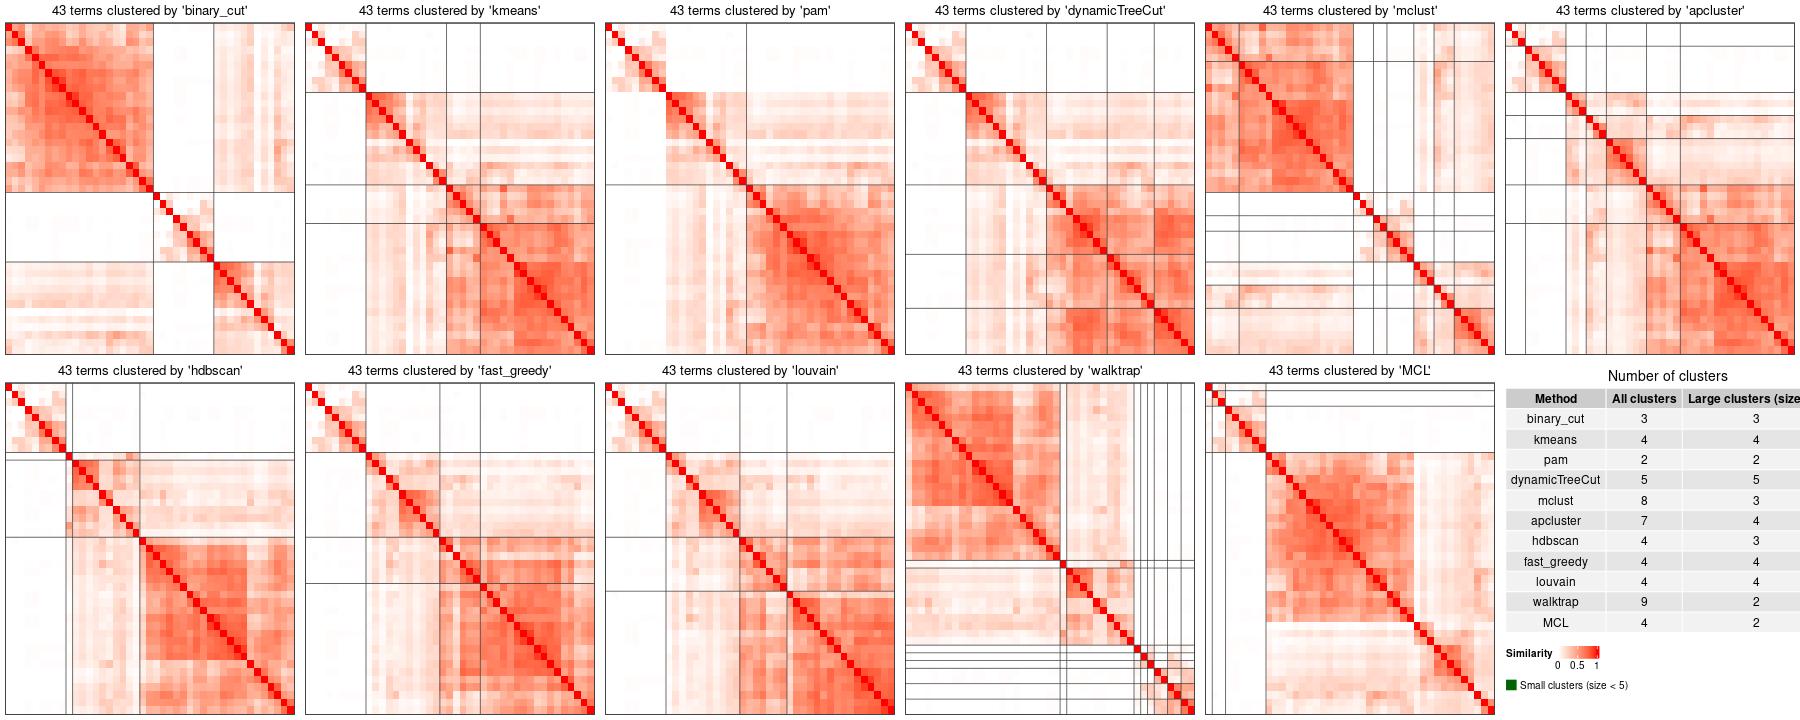 43 terms clustered by 'binary_cut'
43 terms clustered by 'kmeans'
43 terms clustered by 'pam'
43 terms clustered by 'dynamicTreeCut'
43 terms clustered by 'mclust'
43 terms clustered by 'apcluster'
43 terms clustered by 'hdbscan'
43 terms clustered by 'fast_greedy'
43 terms clustered by 'louvain'
43 terms clustered by 'walktrap'
43 terms clustered by 'MCL'
Number of clusters
Method All clusters Large clusters (size
binary_cut 3 3
kmeans 4 4
pam 2 2
dynamicTreeCut 5 5
mclust 8 3
apcluster 7 4
hdbscan 4 3
fast_greedy 4 4
louvain 4 4
walktrap 9 2
MCL 4 2
Similarity
0 0.5 1
Small clusters (size < 5)